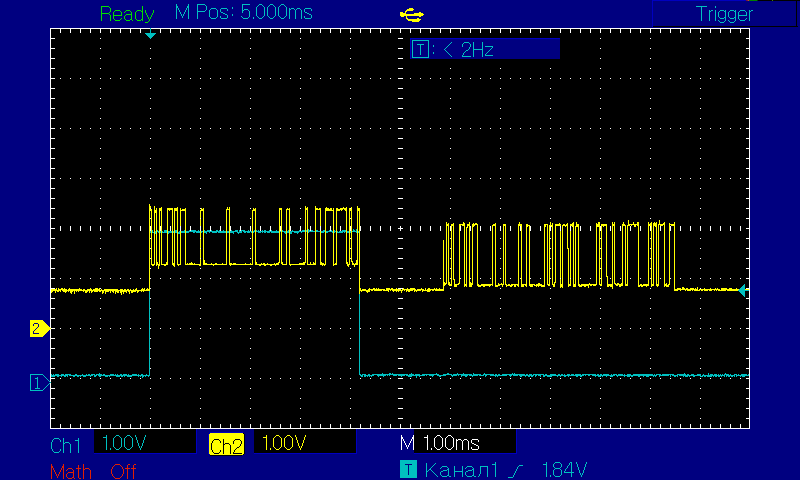 Ready M Pos: 5.000ms Trigger
T: < 2Hz
2
1
Ch1 1.00V Ch2 1.00V M 1.00ms
Math Off T Канал1 1.84V